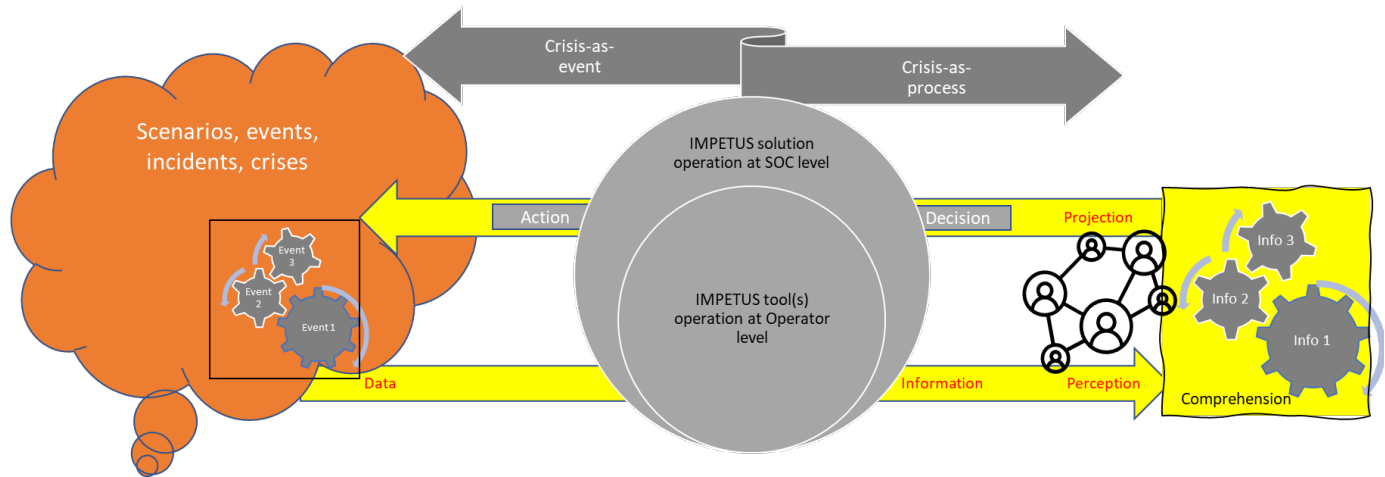 Crisis-as-
event
Crisis-as-
process
Scenarios, events,
incidents, crises
IMPETUS solution
operation at SOC level
Action
Decision
Projection
Event
3
Event
2
Event1
IMPETUS tool(s)
operation at Operator
level
Info 3
Info 2
Info 1
Data
Information
Perception
Comprehension